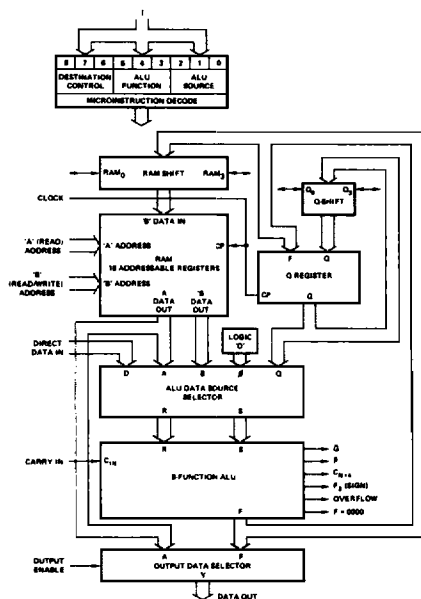 I
8 7 6 5 4 3 2 1 0
DESTINATION CONTROL
ALU FUNCTION
ALU SOURCE
MICROINSTRUCTION DECODE
RAM0 RAM SHIFT RAM3
Q0 Q3
Q-SHIFT
CLOCK
'B' DATA IN
'A' (READ) ADDRESS
'A' ADDRESS
RAM
16 ADDRESSABLE REGISTERS
CP
'B' (READ/WRITE) ADDRESS
'B' ADDRESS
A DATA OUT
'B' DATA OUT
F Q
Q REGISTER
CP
Q
LOGIC '0'
DIRECT DATA IN
D A B Ø Q
ALU DATA SOURCE SELECTOR
R S
CARRY IN
R S
CIN
8-FUNCTION ALU
F
G
P
CN+4
F3 (SIGN)
OVERFLOW
F = 0000
OUTPUT ENABLE
A F
OUTPUT DATA SELECTOR
Y
DATA OUT